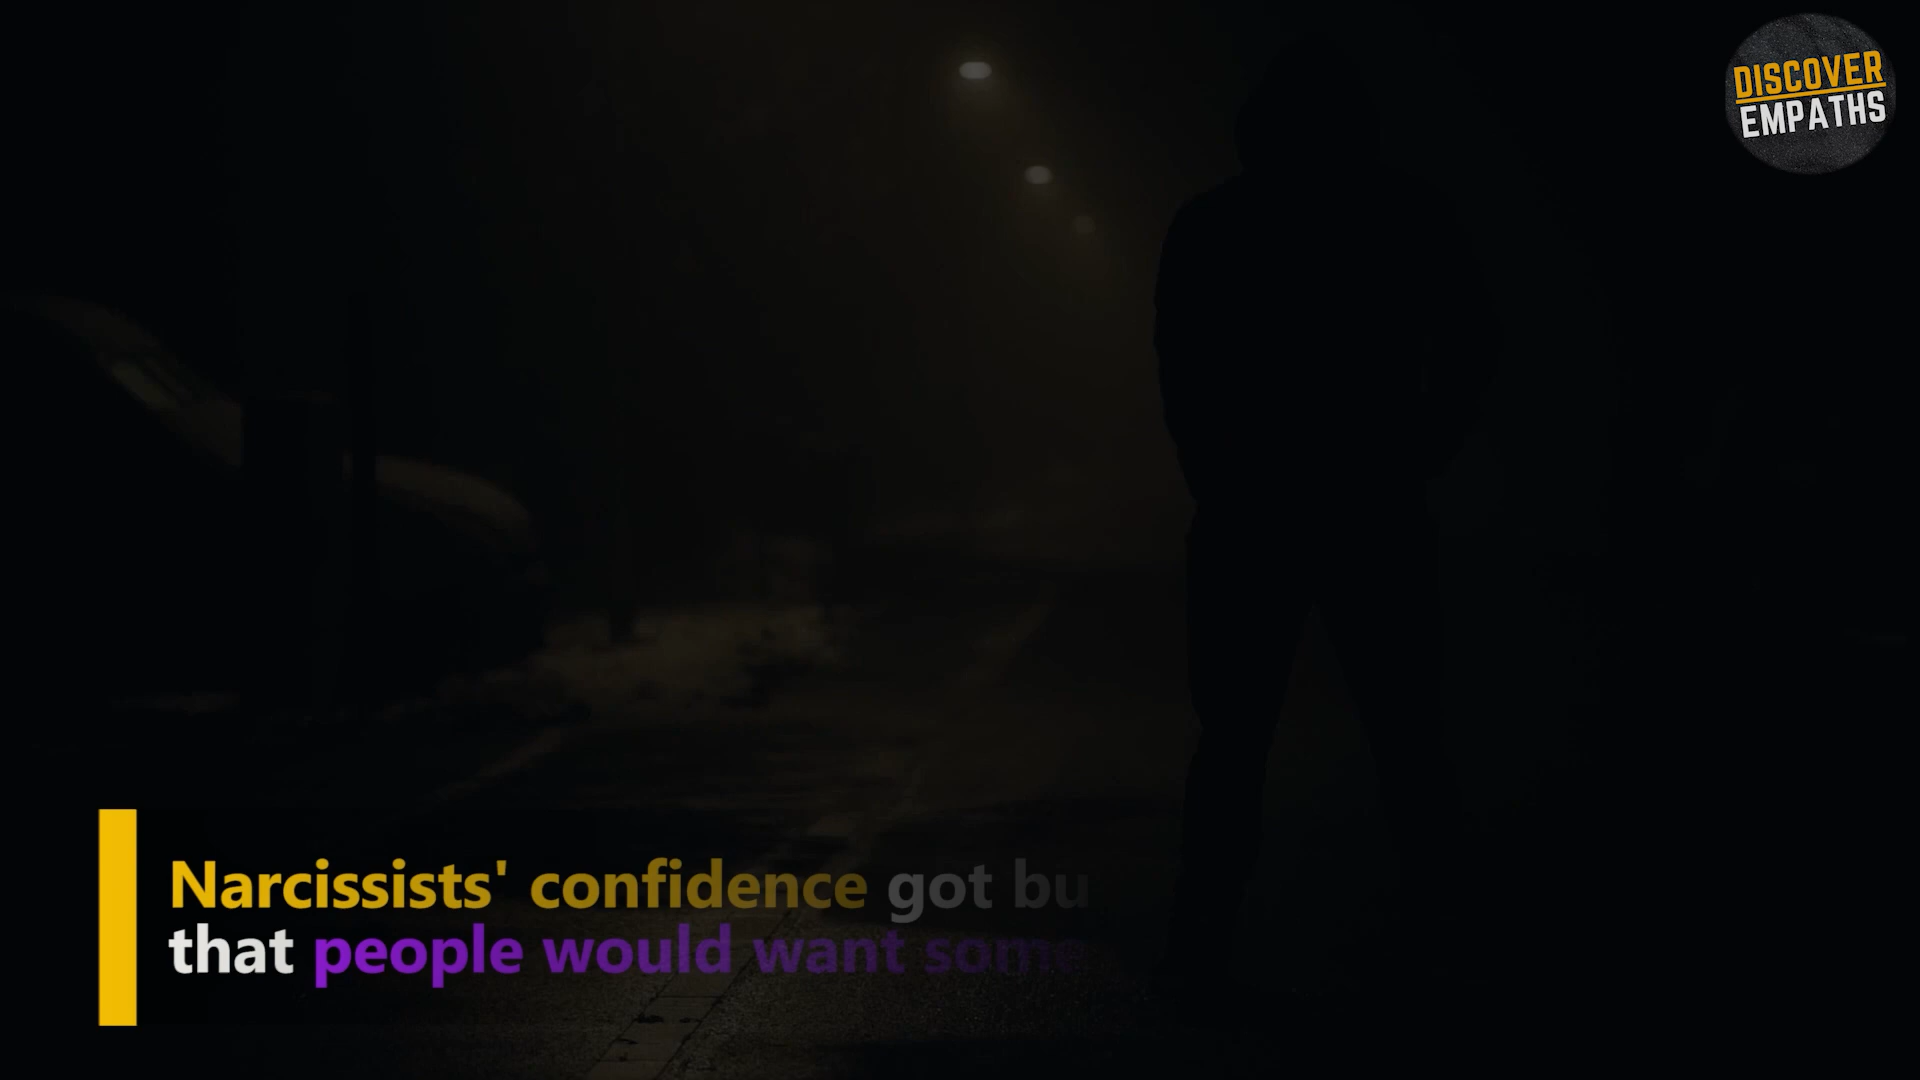 DISCOVER
EMPATHS
Narcissists' confidence got
that people would want